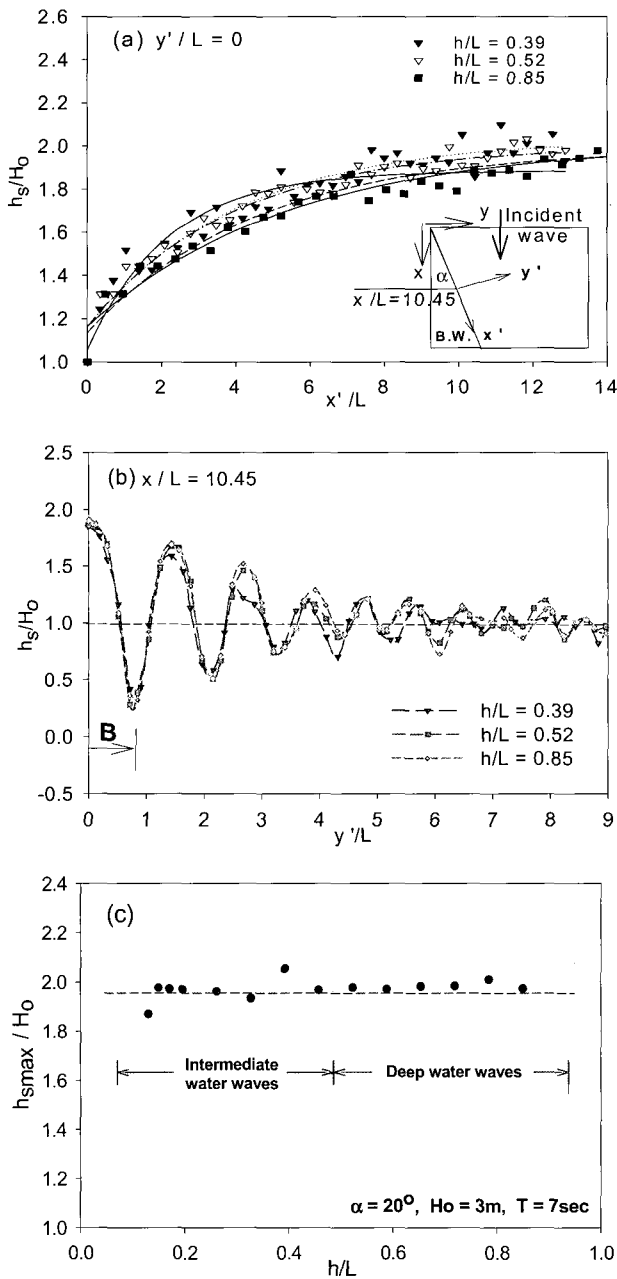 2.6
2.4
2.2
2.0
1.8
1.6
1.4
1.2
1.0
hs/Ho
(a) y' / L = 0
h/L = 0.39
h/L = 0.52
h/L = 0.85
y Incident
wave
x
α
y'
x /L=10.45
B.W. x'
0 2 4 6 8 10 12 14
x' /L
2.5
2.0
1.5
1.0
0.5
0.0
-0.5
hs/Ho
(b) x / L = 10.45
B
h/L = 0.39
h/L = 0.52
h/L = 0.85
0 1 2 3 4 5 6 7 8 9
y'/L
2.4
2.2
2.0
1.8
1.6
1.4
1.2
1.0
hsmax / Ho
(c)
Intermediate
water waves
Deep water waves
α = 20o, Ho = 3m, T = 7sec
0.0 0.2 0.4 0.6 0.8 1.0
h/L